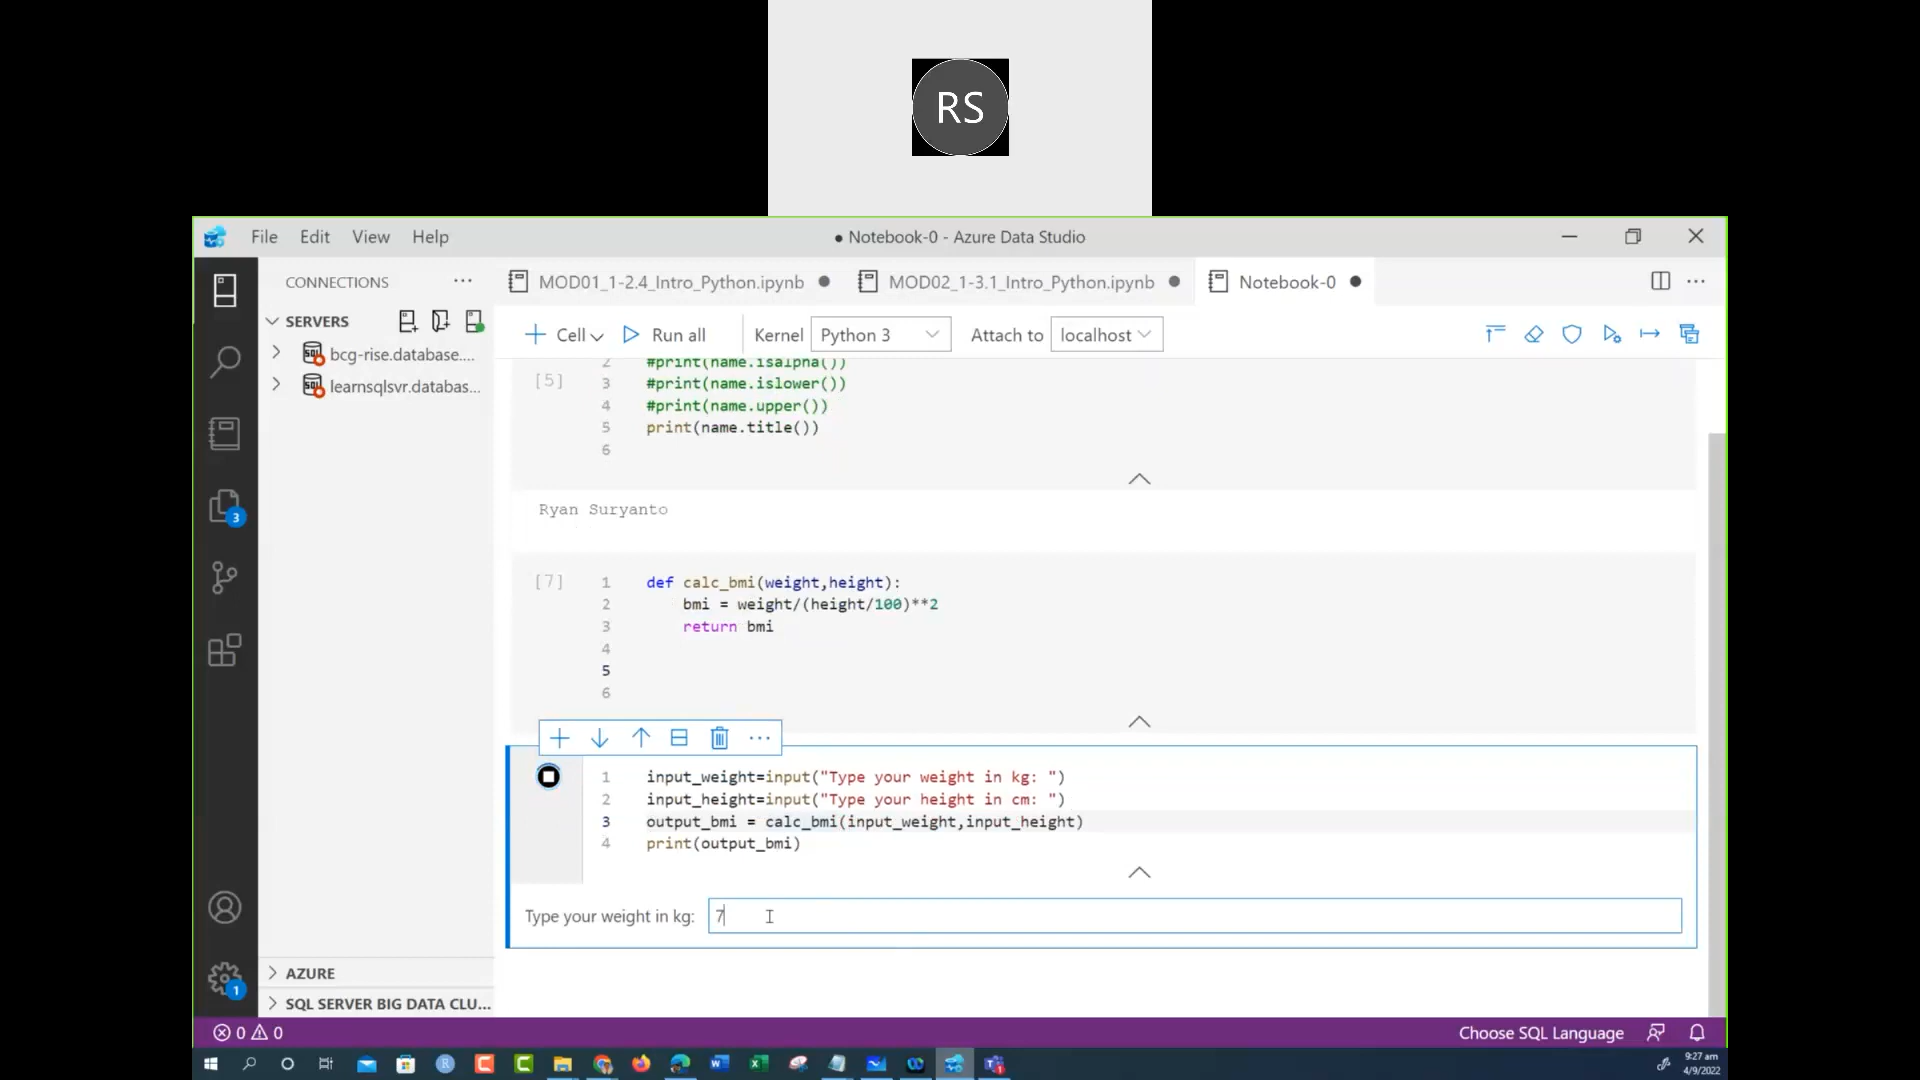 RS
File Edit View Help
● Notebook-0 - Azure Data Studio
CONNECTIONS
MOD01_1-2.4_Intro_Python.ipynb
MOD02_1-3.1_Intro_Python.ipynb
Notebook-0
SERVERS
bcg-rise.database....
learnsqlsvr.databas...
Cell
Run all
Kernel
Python 3
Attach to
localhost
[5]
2 #print(name.isalpha())
3 #print(name.islower())
4 #print(name.upper())
5 print(name.title())
6
Ryan Suryanto
[7]
1 def calc_bmi(weight,height):
2 bmi = weight/(height/100)**2
3 return bmi
4
5
6
1 input_weight=input("Type your weight in kg: ")
2 input_height=input("Type your height in cm: ")
3 output_bmi = calc_bmi(input_weight,input_height)
4 print(output_bmi)
Type your weight in kg: 7
3
1
AZURE
SQL SERVER BIG DATA CLU...
0 0
Choose SQL Language
9:27 am
4/9/2022